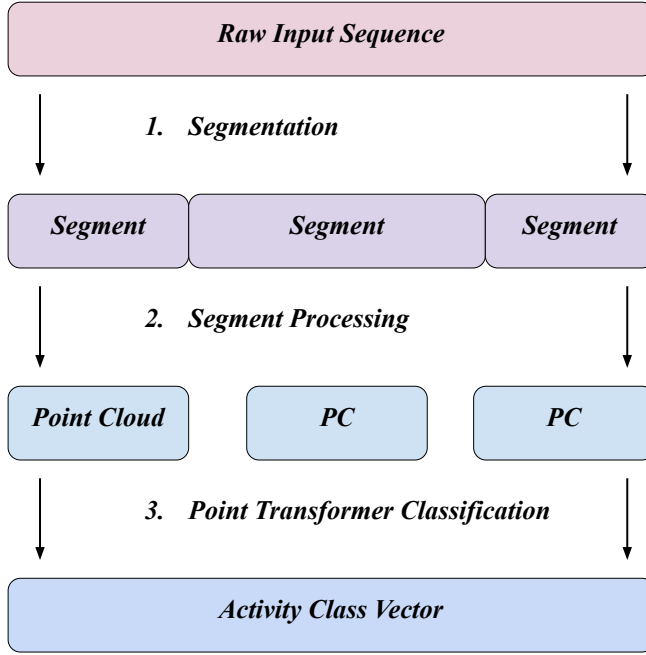 Raw Input Sequence
1. Segmentation
Segment Segment Segment
2. Segment Processing
Point Cloud PC PC
3. Point Transformer Classification
Activity Class Vector